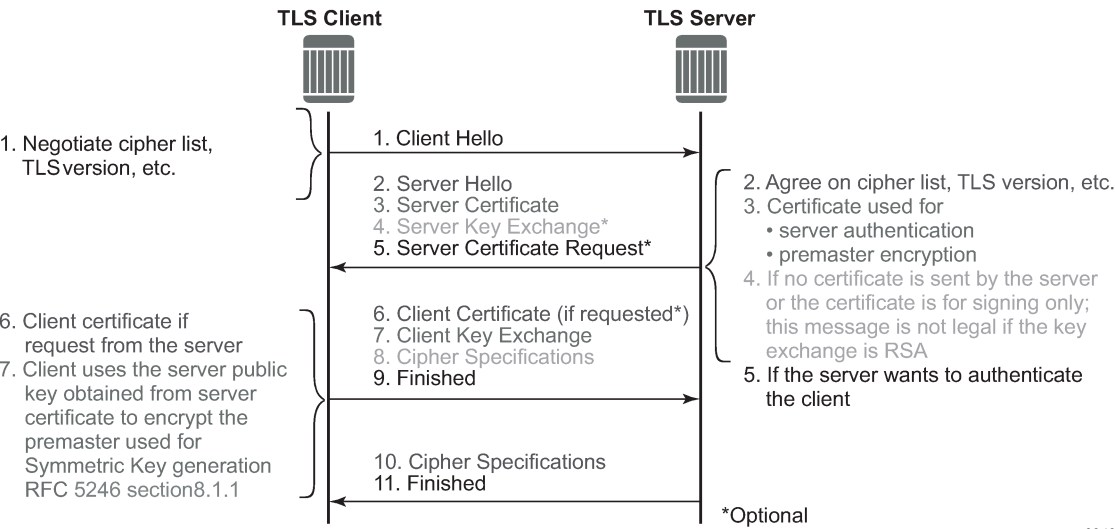 TLS Client
TLS Server
1. Negotiate cipher list,
TLSversion, etc.
1. Client Hello
2. Server Hello
3. Server Certificate
4. Server Key Exchange*
5. Server Certificate Request*
2. Agree on cipher list, TLS version, etc.
3. Certificate used for
• server authentication
• premaster encryption
4. If no certificate is sent by the server
or the certificate is for signing only;
this message is not legal if the key
exchange is RSA
5. If the server wants to authenticate
the client
6. Client certificate if
request from the server
7. Client uses the server public
key obtained from server
certificate to encrypt the
premaster used for
Symmetric Key generation
RFC 5246 section8.1.1
6. Client Certificate (if requested*)
7. Client Key Exchange
8. Cipher Specifications
9. Finished
10. Cipher Specifications
11. Finished
*Optional